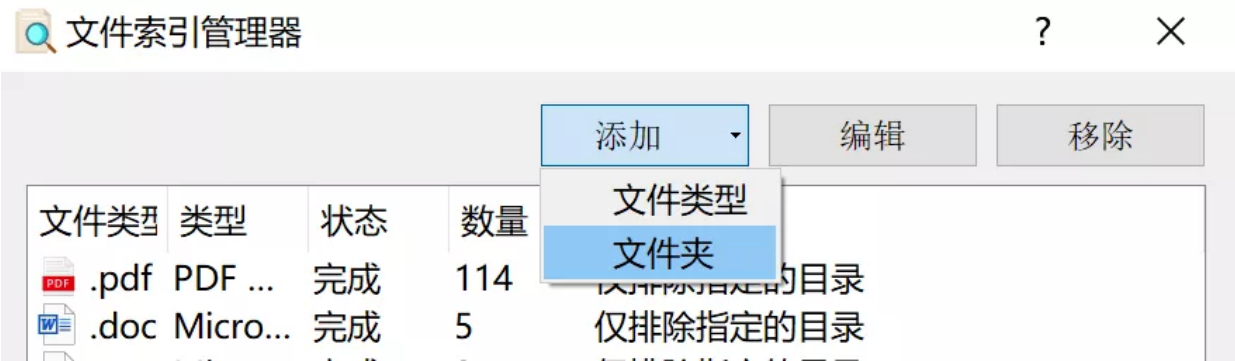 文件索引管理器 ?
添加 编辑 移除
文件类型
文件夹
文件类型 类型 状态 数量
PDF .pdf PDF ... 完成 114 仅排除指定的目录
W .doc Micro... 完成 5 仅排除指定的目录